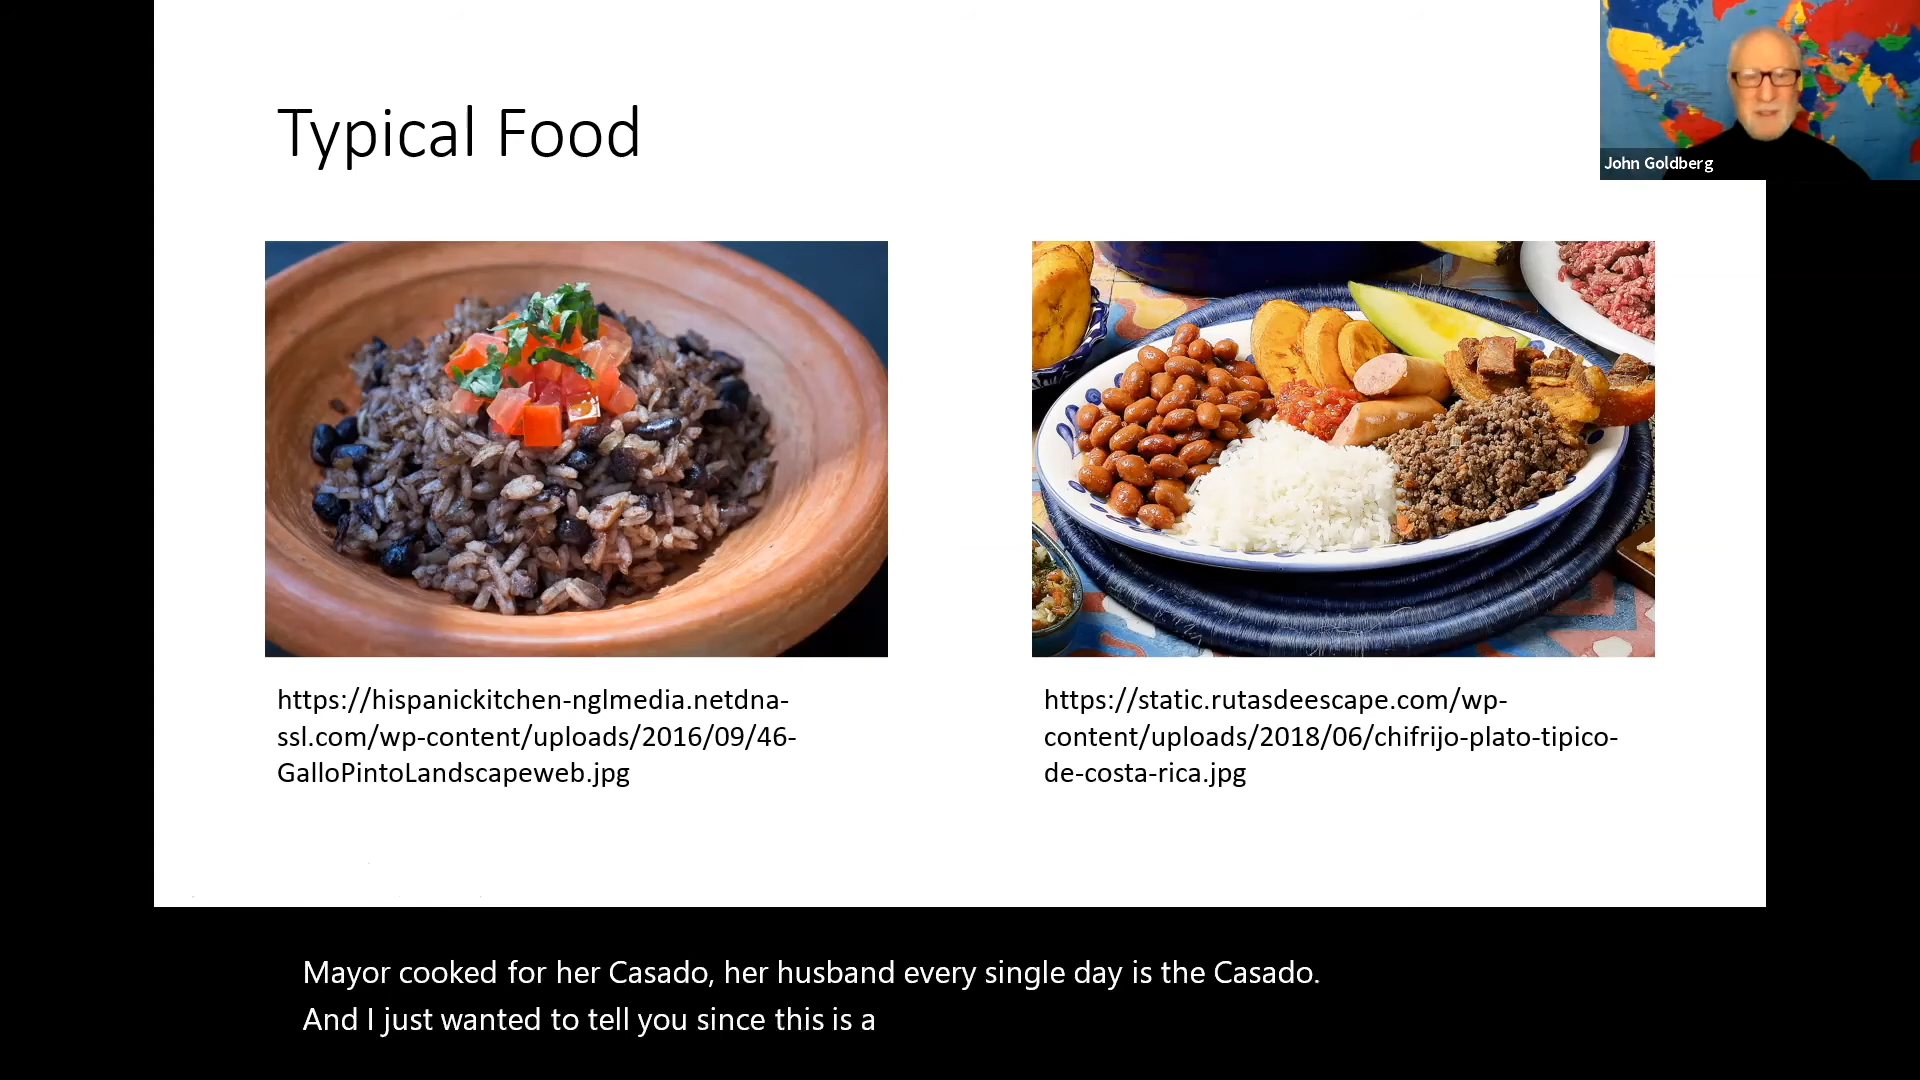 Typical Food
John Goldberg
https://hispanickitchen-nglmedia.netdna-
ssl.com/wp-content/uploads/2016/09/46-
GalloPintoLandscapeweb.jpg
https://static.rutasdeescape.com/wp-
content/uploads/2018/06/chifrijo-plato-tipico-
de-costa-rica.jpg
Mayor cooked for her Casado, her husband every single day is the Casado.
And I just wanted to tell you since this is a